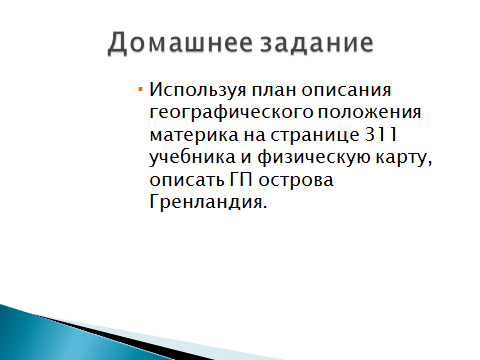 Домашнее задание
Используя план описания
географического положения
материка на странице 311
учебника и физическую карту,
описать ГП острова
Гренландия.